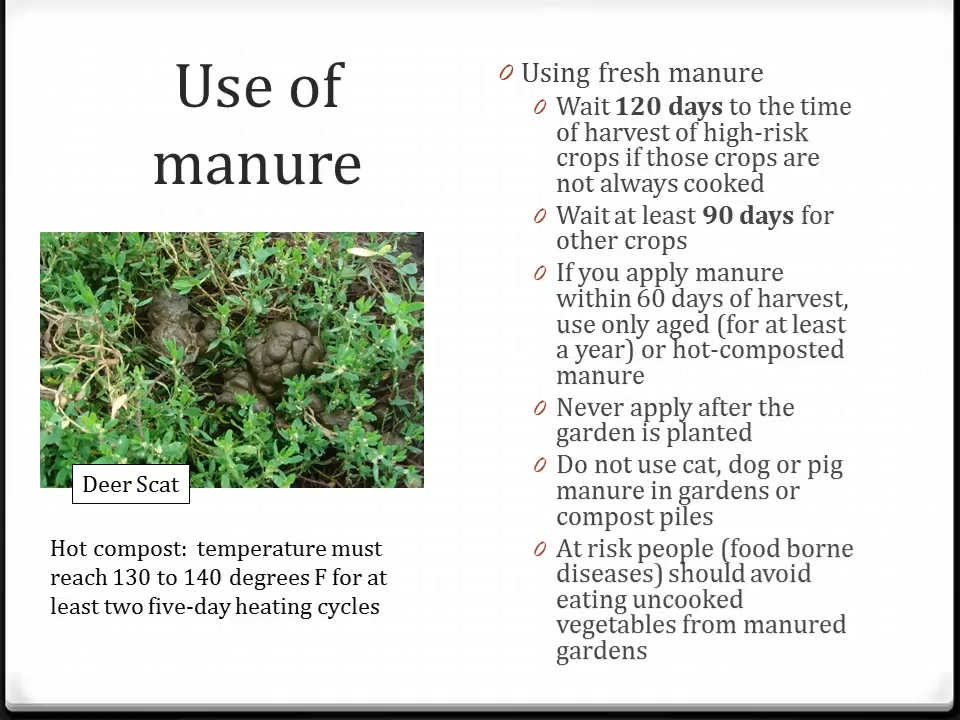 Use of
manure
Deer Scat
Hot compost: temperature must
reach 130 to 140 degrees F for at
least two five-day heating cycles
Using fresh manure
Wait 120 days to the time
of harvest of high-risk
crops if those crops are
not always cooked
Wait at least 90 days for
other crops
If you apply manure
within 60 days of harvest,
use only aged (for at least
a year) or hot-composted
manure
Never apply after the
garden is planted
Do not use cat, dog or pig
manure in gardens or
compost piles
At risk people (food borne
diseases) should avoid
eating uncooked
vegetables from manured
gardens